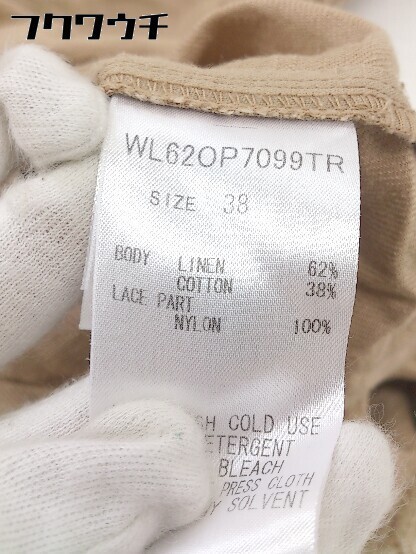 フクワウチ
WL62OP7099TR
SIZE 38
BODY LINEN 62%
COTTON 38%
LACE PART
NYLON 100%
SH COLD USE
ETERGENT
BLEACH
PRESS CLOTH
Y SOLVENT